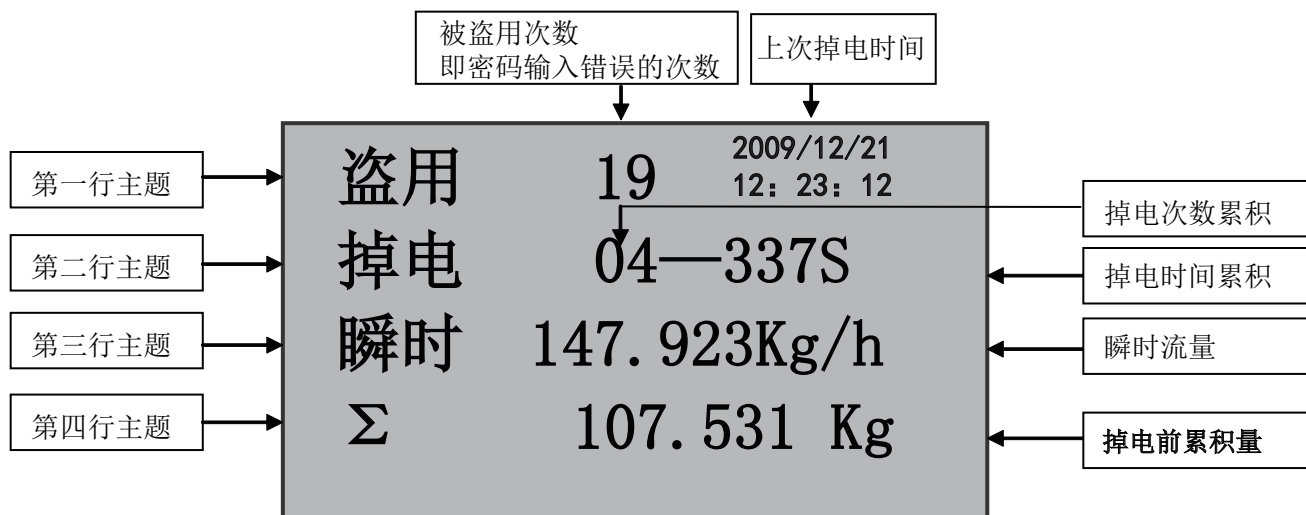 被盗用次数
即密码输入错误的次数
上次掉电时间
第一行主题
盗用 19 2009/12/21
12：23：12
掉电次数累积
第二行主题
掉电 04—337S
掉电时间累积
第三行主题
瞬时 147.923Kg/h
瞬时流量
第四行主题
Σ 107.531 Kg
掉电前累积量